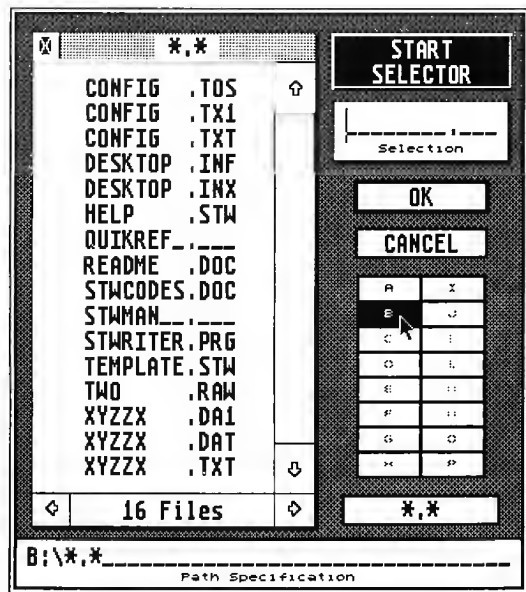 *.*
CONFIG .TOS
CONFIG .TX1
CONFIG .TXT
DESKTOP .INF
DESKTOP .INX
HELP .STW
QUIKREF_.___
README .DOC
STWCODES.DOC
STWMAN__.___
STWRITER.PRG
TEMPLATE.STW
TWO .RAW
XYZZX .DA1
XYZZX .DAT
XYZZX .TXT
16 Files
START
SELECTOR
________.___
Selection
OK
CANCEL
A
B
C
G
P
*.*
B:\*.*
Path Specification